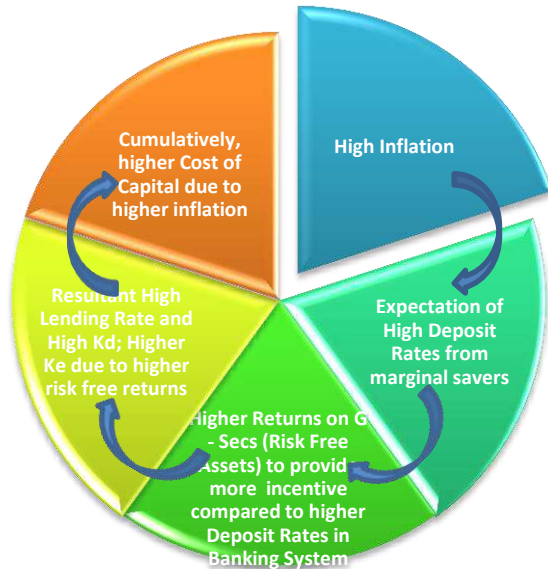 High Inflation
Expectation of
High Deposit
Rates from
marginal savers
Higher Returns on G
- Secs (Risk Free
Assets) to provid
more incentive
compared to higher
Deposit Rates in
Banking System
Resultant High
Lending Rate and
High Kd; Higher
Ke due to higher
risk free returns
Cumulatively,
higher Cost of
Capital due to
higher inflation